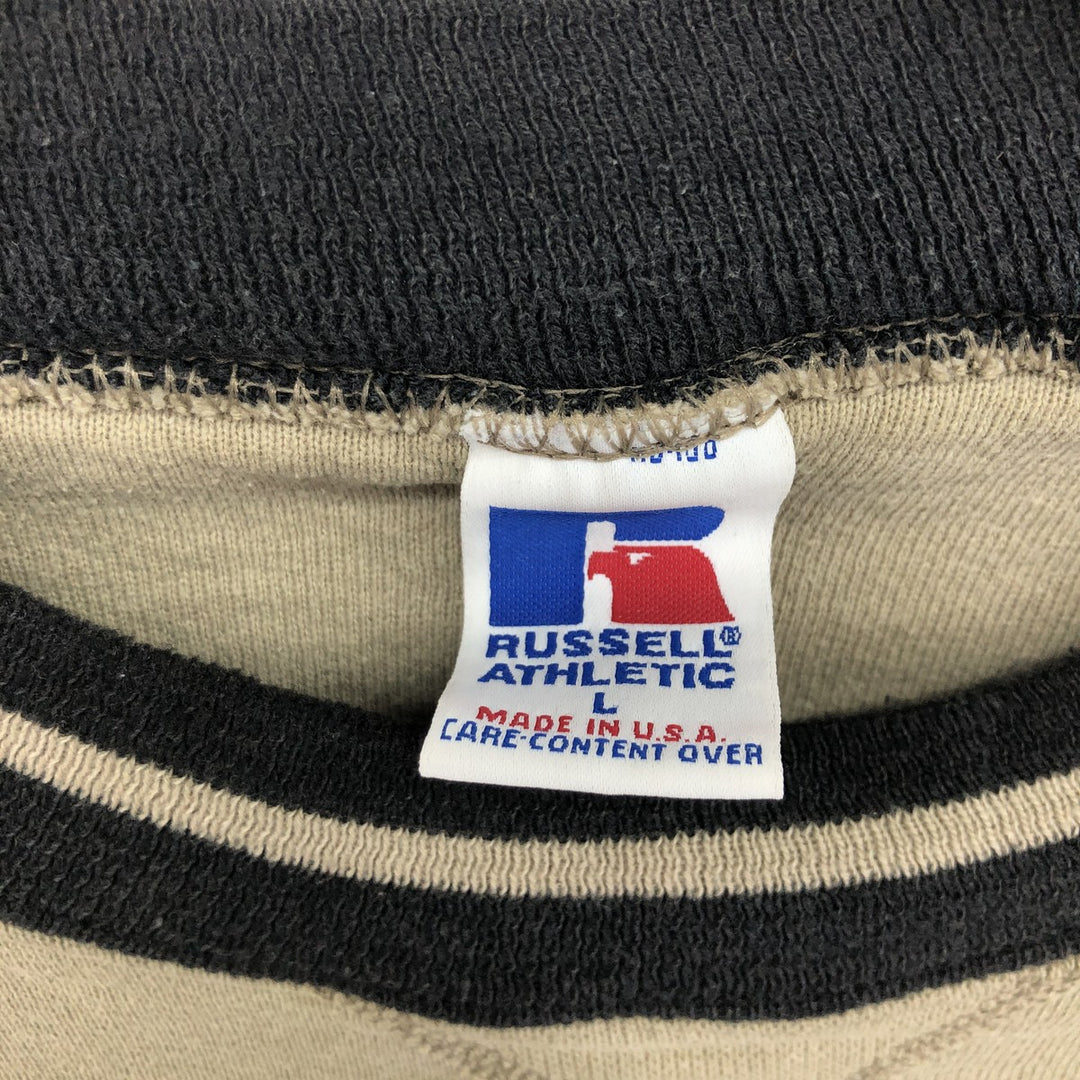 RUSSELL®
ATHLETIC
L
MADE IN U.S.A.
CARE-CONTENT OVER